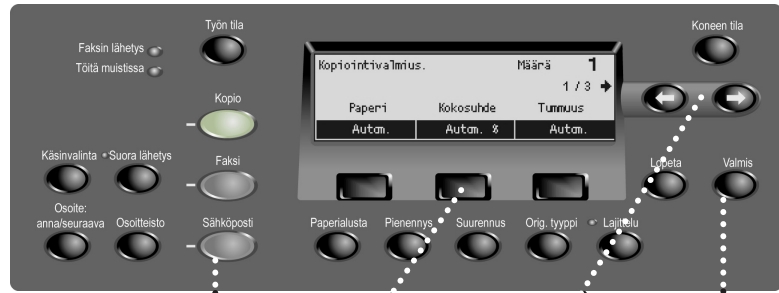 Työn tila
Koneen tila
Faksin lähetys
Töitä muistissa
Kopiointivalmius. Määrä 1
1 / 3
Paperi Kokosuhde Tummuus
Autom. Autom. % Autom.
Kopio
Käsinvalinta Suora lähetys
Faksi
Lopeta Valmis
Osoite:
anna/seuraava Osoitteisto
Sähköposti
Paperialusta Pienennys Suurennus Orig. tyyppi Lajittelu